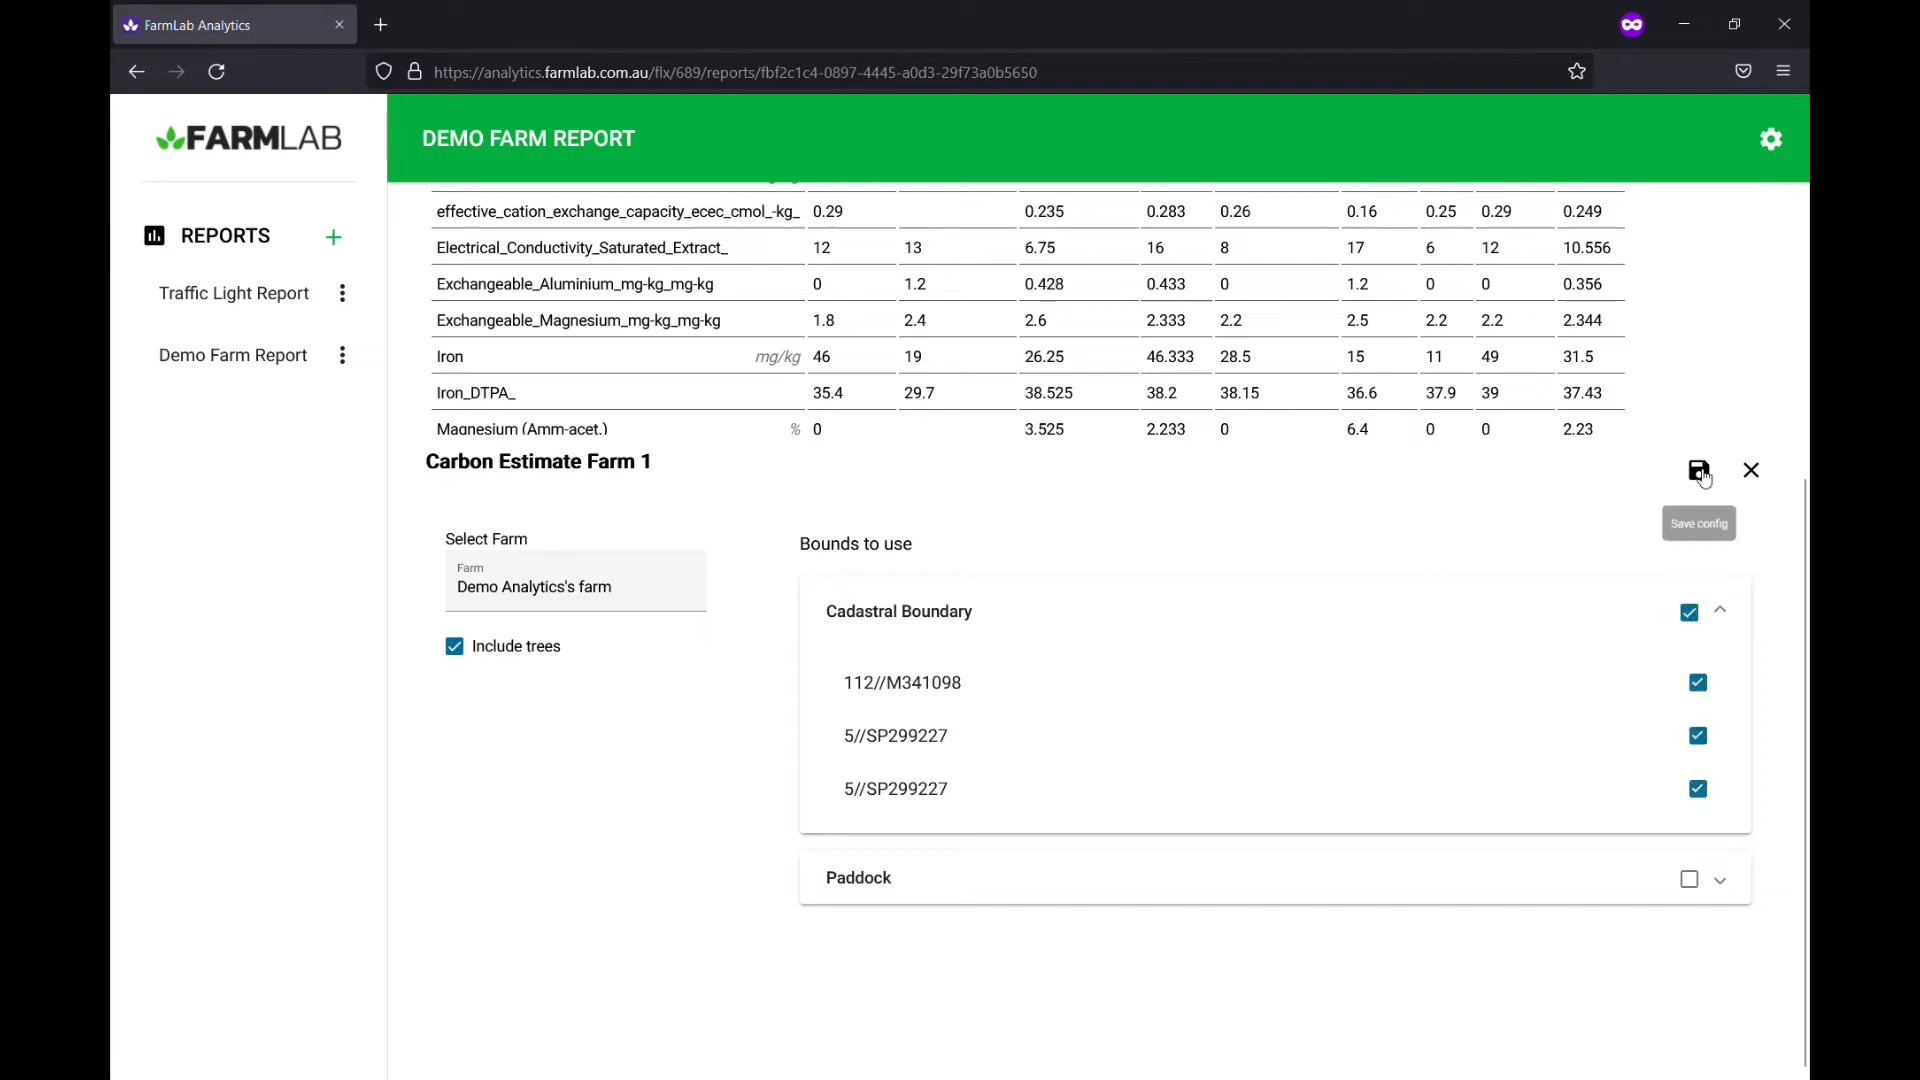 FarmLab Analytics
https://analytics.farmlab.com.au/flx/689/reports/fbf2c1c4-0897-4445-a0d3-29f73a0b5650
FARMLAB
DEMO FARM REPORT
REPORTS
Traffic Light Report
Demo Farm Report
effective_cation_exchange_capacity_ecec_cmol_-kg_ 0.29 0.235 0.283 0.26 0.16 0.25 0.29 0.249
Electrical_Conductivity_Saturated_Extract_ 12 13 6.75 16 8 17 6 12 10.556
Exchangeable_Aluminium_mg-kg_mg-kg 0 1.2 0.428 0.433 0 1.2 0 0 0.356
Exchangeable_Magnesium_mg-kg_mg-kg 1.8 2.4 2.6 2.333 2.2 2.5 2.2 2.2 2.344
Iron mg/kg 46 19 26.25 46.333 28.5 15 11 49 31.5
Iron_DTPA_ 35.4 29.7 38.525 38.2 38.15 36.6 37.9 39 37.43
Magnesium (Amm-acet.) % 0 3.525 2.233 0 6.4 0 0 2.23
Carbon Estimate Farm 1
Save config
Select Farm
Farm
Demo Analytics's farm
Include trees
Bounds to use
Cadastral Boundary
112//M341098
5//SP299227
5//SP299227
Paddock